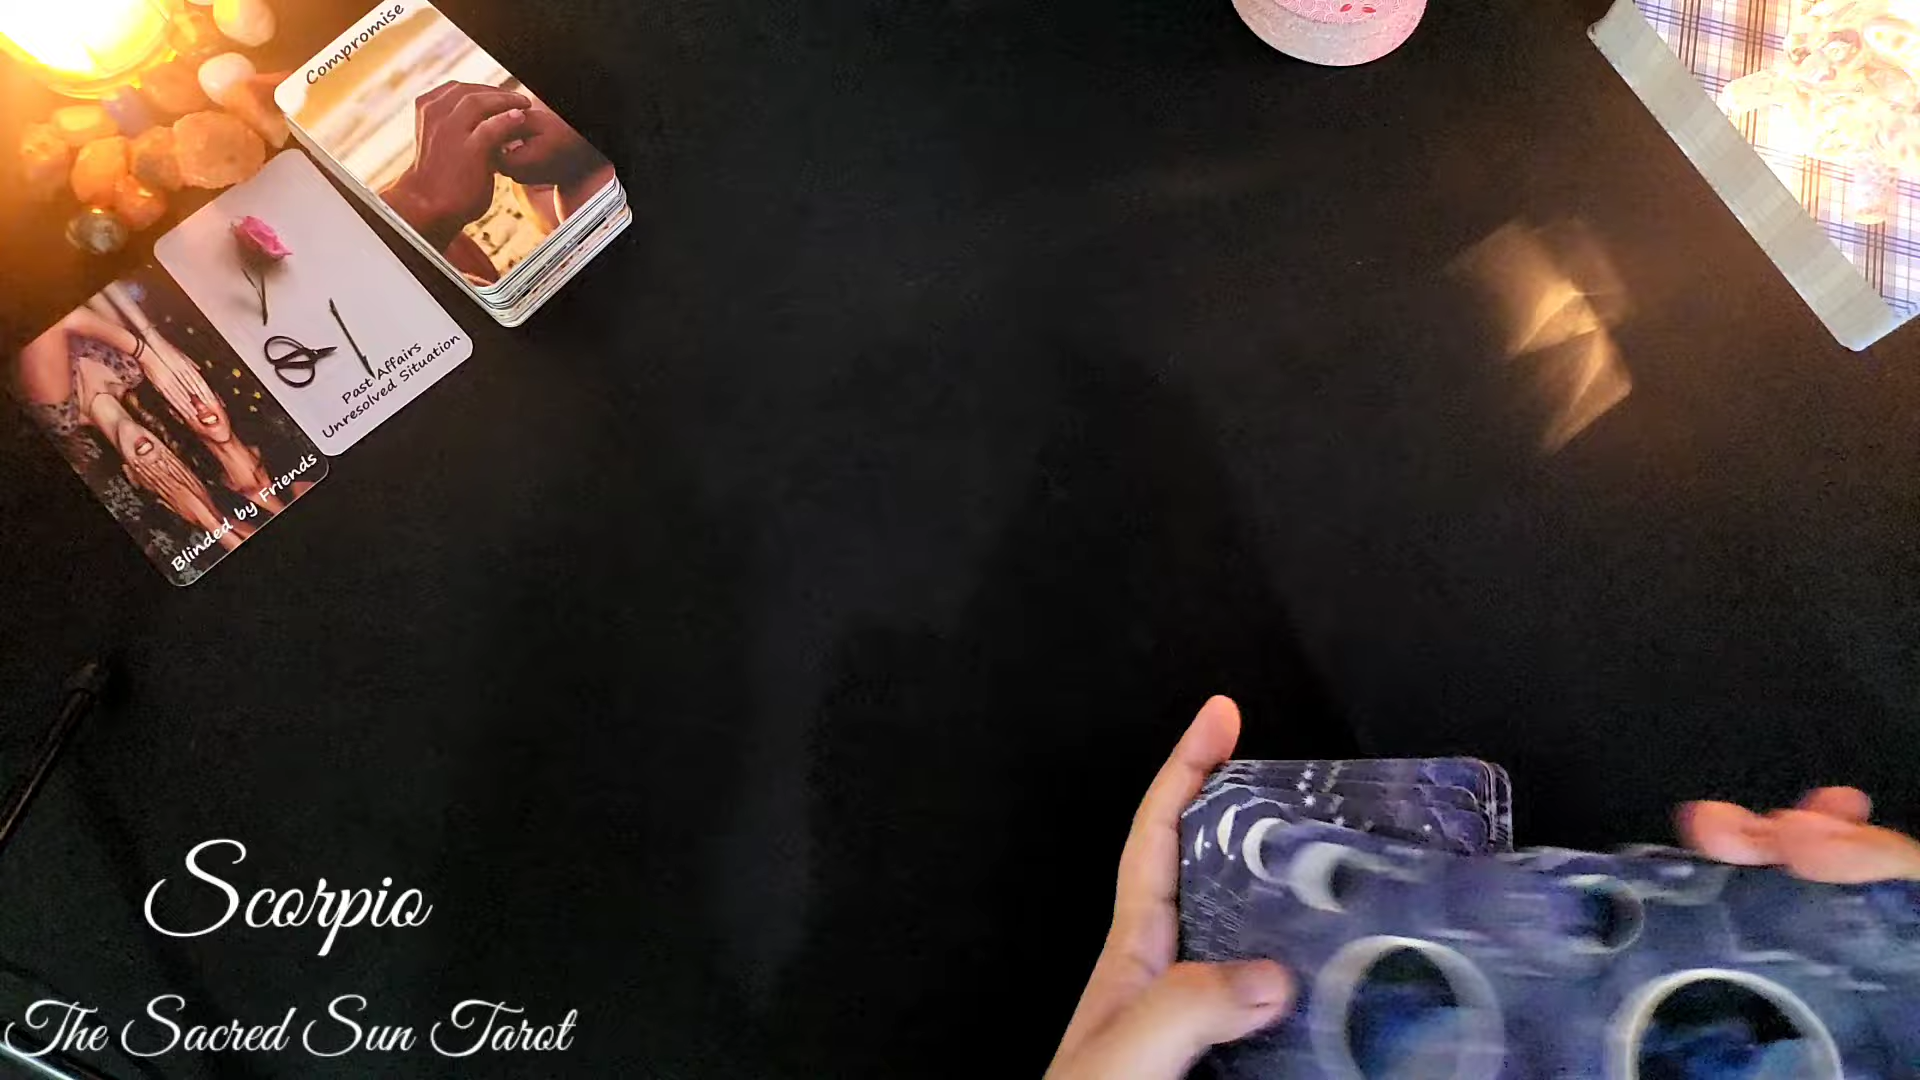 Compromise
Past Affairs
Unresolved Situation
Blinded by Friends
Scorpio
The Sacred Sun Tarot